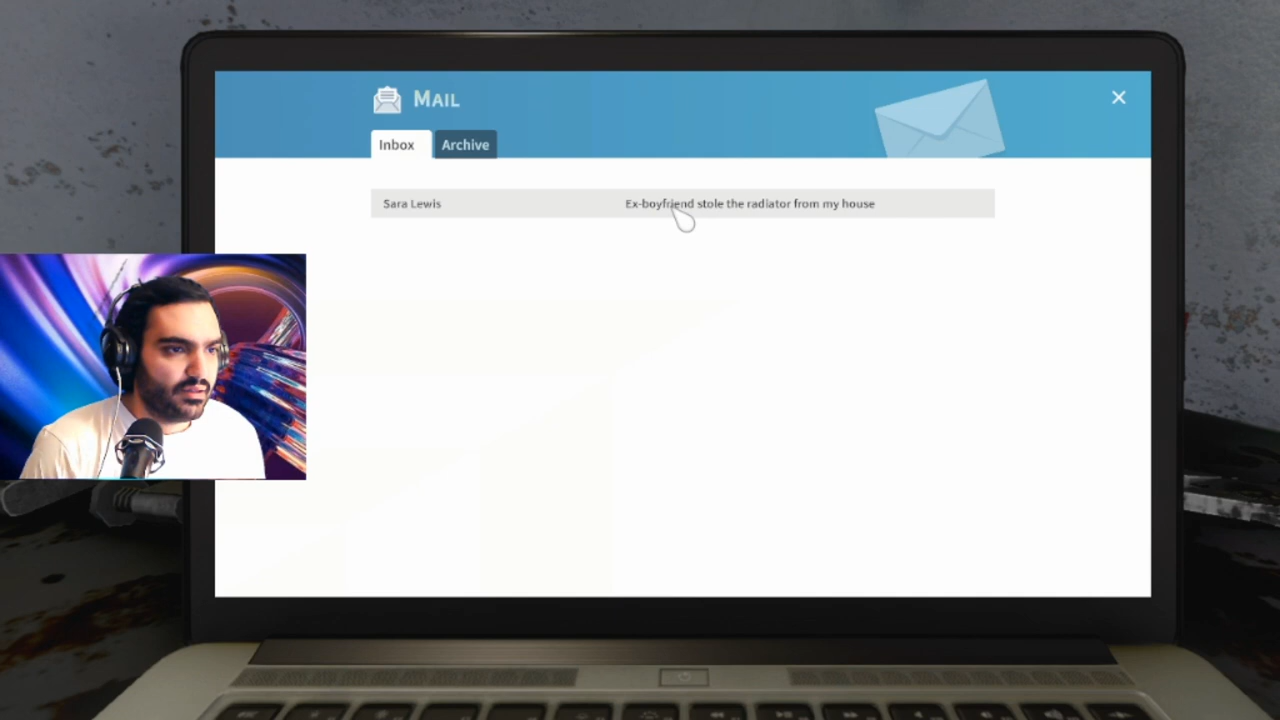 Mail
Inbox Archive
Sara Lewis Ex-boyfriend stole the radiator from my house